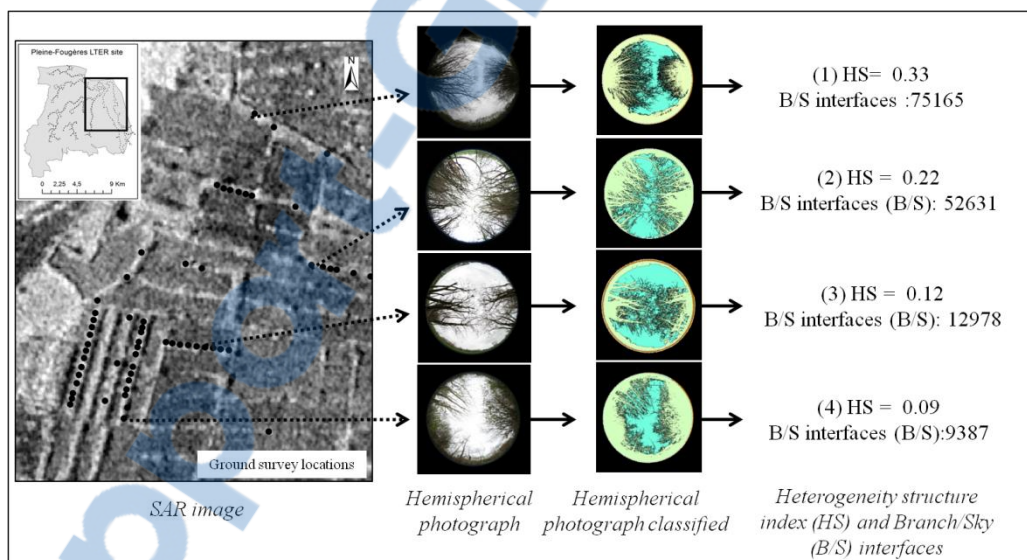 Pleine-Fougères LTER site
N
0 2,25 4,5 9 Km
Ground survey locations
SAR image
Hemispherical
photograph
Hemispherical
photograph classified
(1) HS= 0.33
B/S interfaces :75165
(2) HS = 0.22
B/S interfaces (B/S): 52631
(3) HS = 0.12
B/S interfaces (B/S): 12978
(4) HS = 0.09
B/S interfaces (B/S):9387
Heterogeneity structure
index (HS) and Branch/Sky
(B/S) interfaces